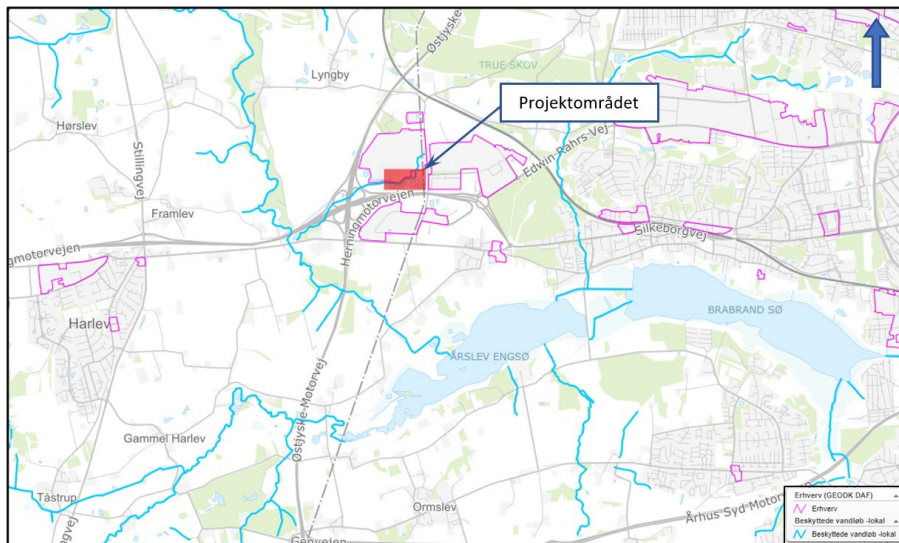 Østjyske
TRUE SKOV
Lyngby
Projektområdet
Hørslev
Stillingvej
Edwin Rahrs Vej
Framlev
Herningmotorvejen
Silkeborgvej
gmotorvejen
BRABRAND SØ
Harlev
ÅRSLEV ENGSØ
Østjyske-Motorvej
Gammel Harlev
Tåstrup
Ormslev
Århus Syd Motorvej
Genvejen
ngvej
Erhverv (GEODK DAF)
Erhverv
Beskyttede vandløb -lokal
Beskyttede vandløb -lokal